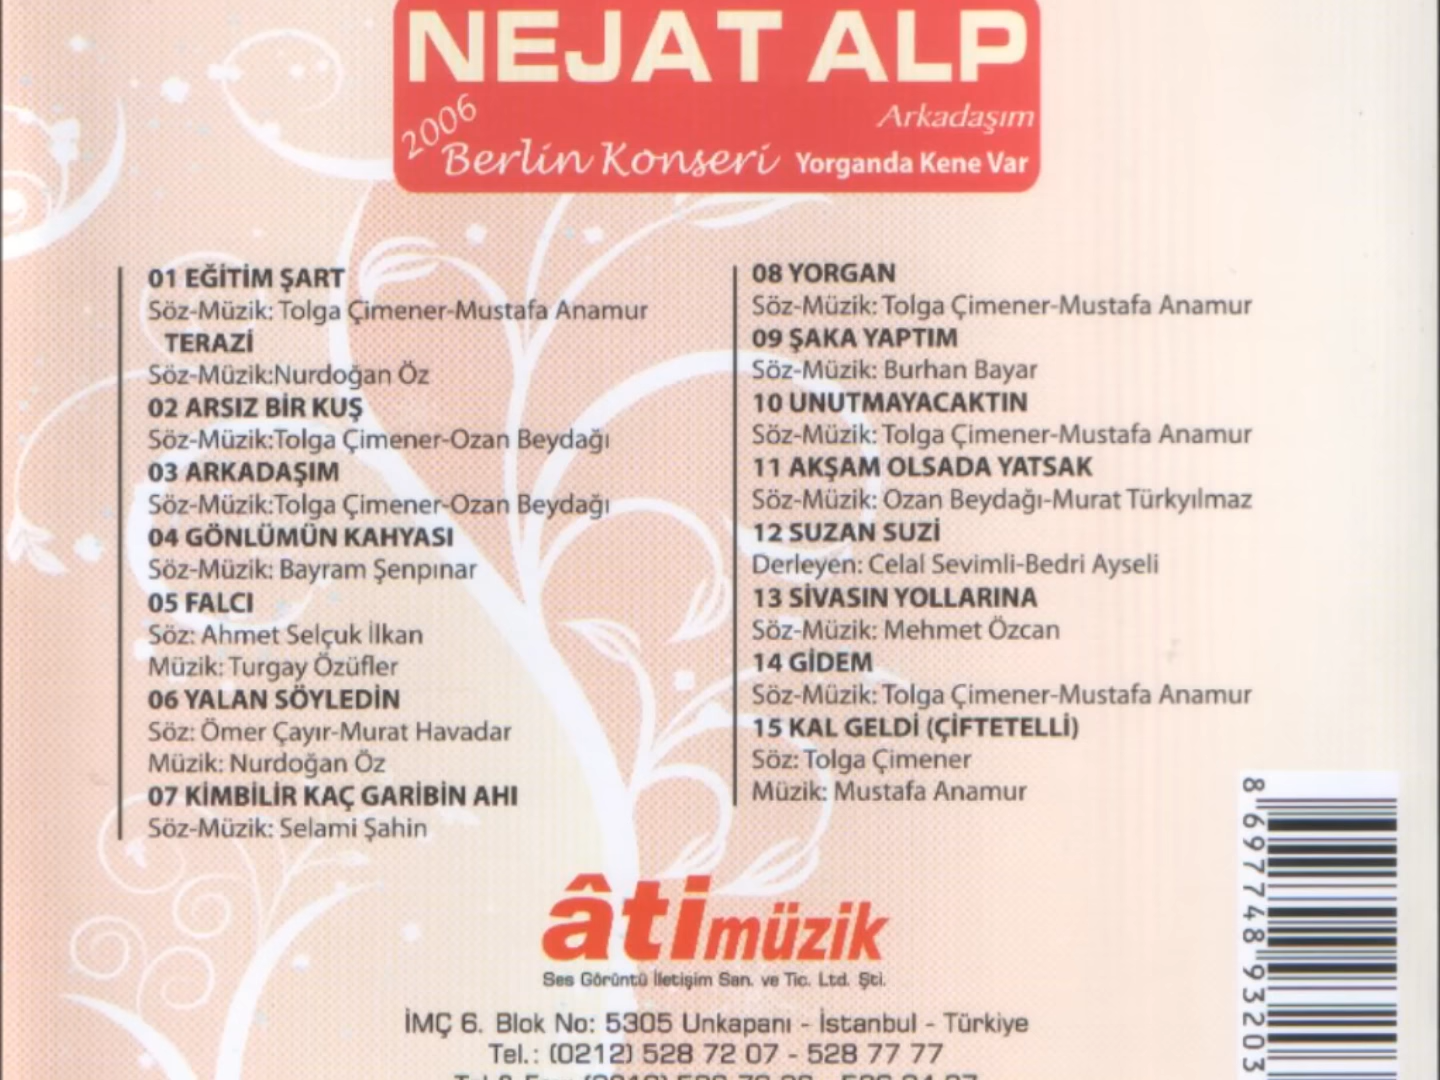 NEJAT ALP
2006
Arkadaşım
Berlin Konseri Yorganda Kene Var
01 EĞİTİM ŞART
Söz-Müzik: Tolga Çimener-Mustafa Anamur
TERAZİ
Söz-Müzik:Nurdoğan Öz
02 ARSIZ BİR KUŞ
Söz-Müzik:Tolga Çimener-Ozan Beydağı
03 ARKADAŞIM
Söz-Müzik:Tolga Çimener-Ozan Beydağı
04 GÖNLÜMÜN KAHYASI
Söz-Müzik: Bayram Şenpınar
05 FALCI
Söz: Ahmet Selçuk İlkan
Müzik: Turgay Özüfler
06 YALAN SÖYLEDİN
Söz: Ömer Çayır-Murat Havadar
Müzik: Nurdoğan Öz
07 KİMBİLİR KAÇ GARİBİN AHI
Söz-Müzik: Selami Şahin
08 YORGAN
Söz-Müzik: Tolga Çimener-Mustafa Anamur
09 ŞAKA YAPTIM
Söz-Müzik: Burhan Bayar
10 UNUTMAYACAKTIN
Söz-Müzik: Tolga Çimener-Mustafa Anamur
11 AKŞAM OLSADA YATSAK
Söz-Müzik: Ozan Beydağı-Murat Türkyılmaz
12 SUZAN SUZİ
Derleyen: Celal Sevimli-Bedri Ayseli
13 SİVASIN YOLLARINA
Söz-Müzik: Mehmet Özcan
14 GİDEM
Söz-Müzik: Tolga Çimener-Mustafa Anamur
15 KAL GELDİ (ÇİFTETELLİ)
Söz: Tolga Çimener
Müzik: Mustafa Anamur
âti müzik
Ses Görüntü İletişim San. ve Tic. Ltd. Şti.
İMÇ 6. Blok No: 5305 Unkapanı - İstanbul - Türkiye
Tel.: (0212) 528 72 07 - 528 77 77
8 697748 93203